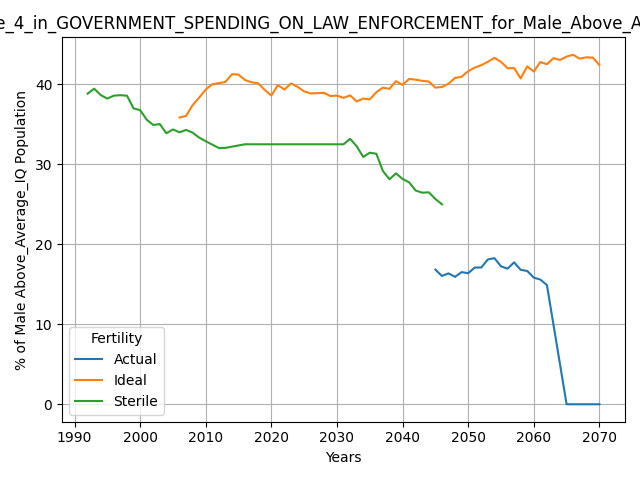 e_4_in_GOVERNMENT_SPENDING_ON_LAW_ENFORCEMENT_for_Male_Above_A
% of Male Above_Average_IQ Population
40
30
20
10
0
Fertility
Actual
Ideal
Sterile
1990 2000 2010 2020 2030 2040 2050 2060 2070
Years